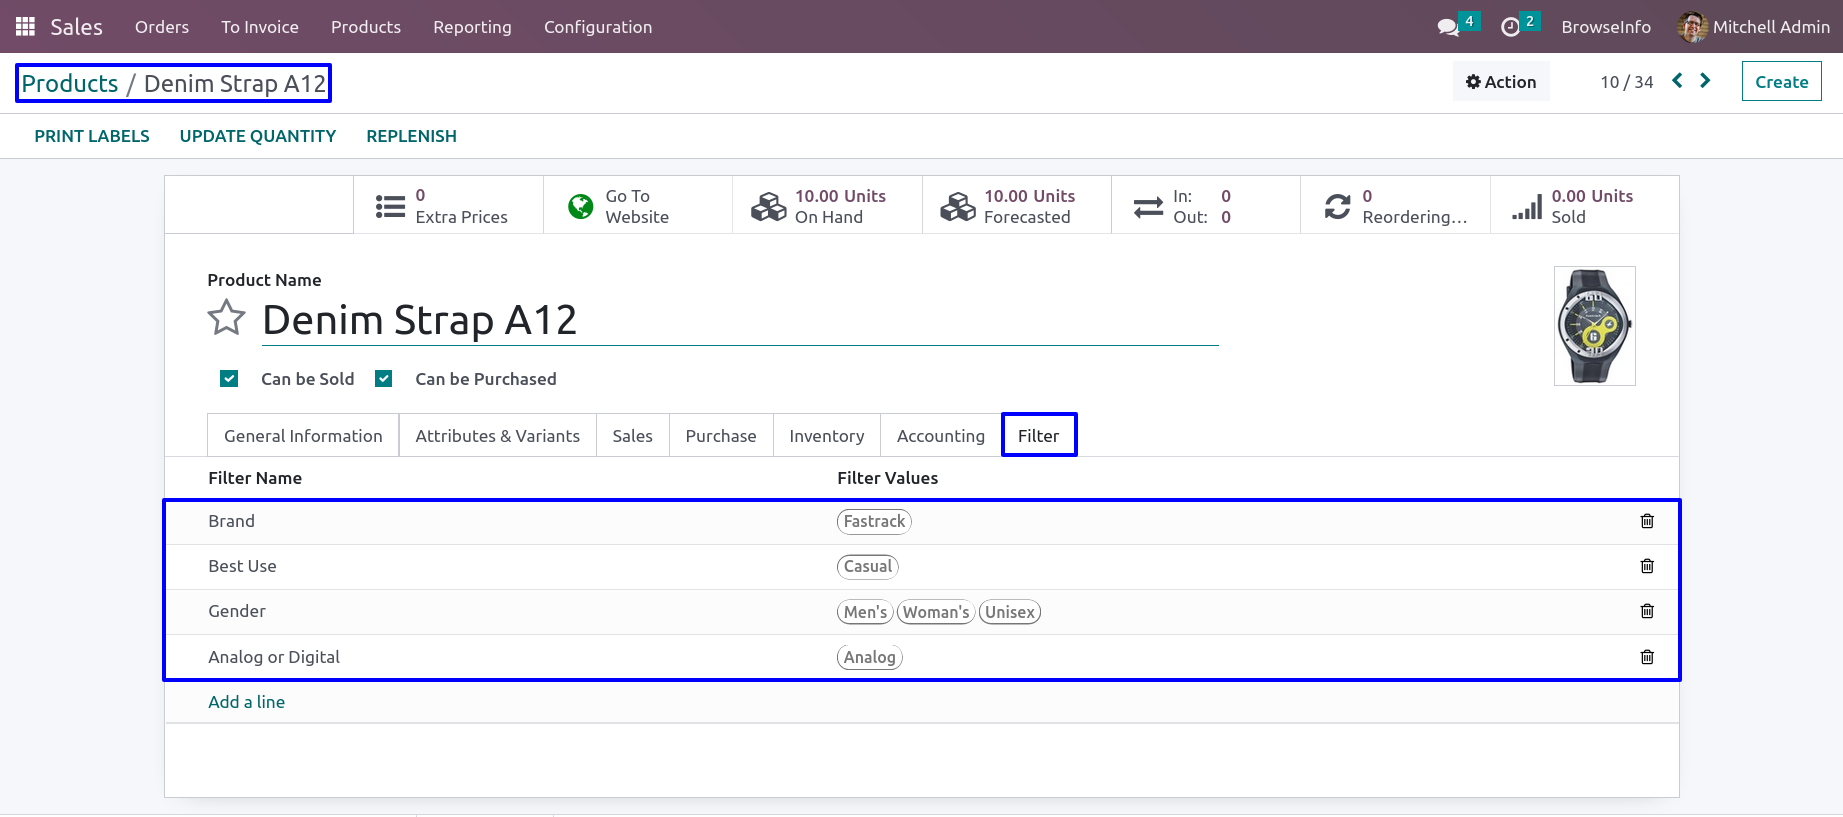 Sales Orders To Invoice Products Reporting Configuration 4 2 BrowseInfo Mitchell Admin
Products / Denim Strap A12 Action 10 / 34 Create
PRINT LABELS UPDATE QUANTITY REPLENISH
0 Extra Prices
Go To Website
10.00 Units On Hand
10.00 Units Forecasted
In: 0 Out: 0
0 Reordering...
0.00 Units Sold
Product Name
Denim Strap A12
Can be Sold Can be Purchased
General Information Attributes & Variants Sales Purchase Inventory Accounting Filter
Filter Name Filter Values
Brand Fastrack
Best Use Casual
Gender Men's Woman's Unisex
Analog or Digital Analog
Add a line